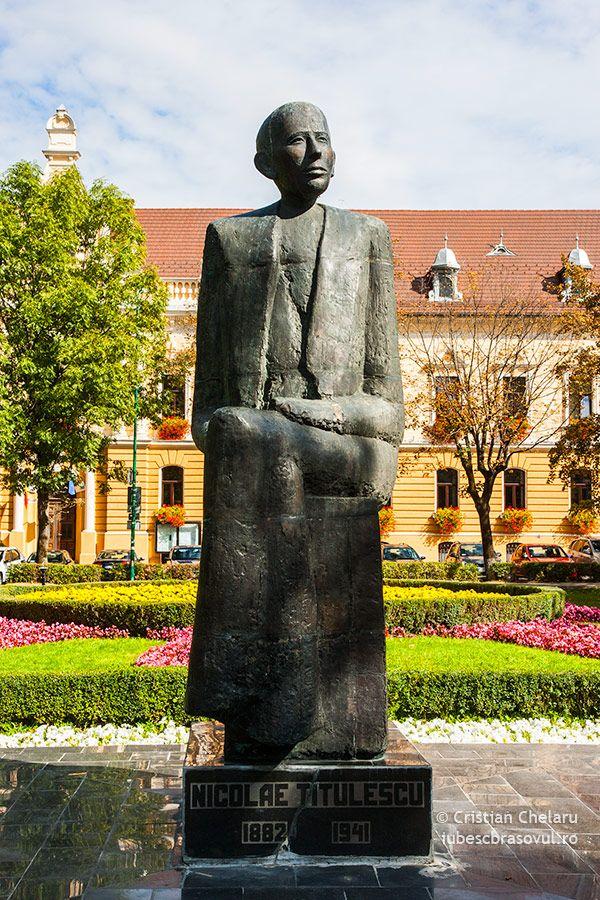 NICOLAE TITULESCU
1882 1941
© Cristian Chelaru
iubescbrasovul.ro